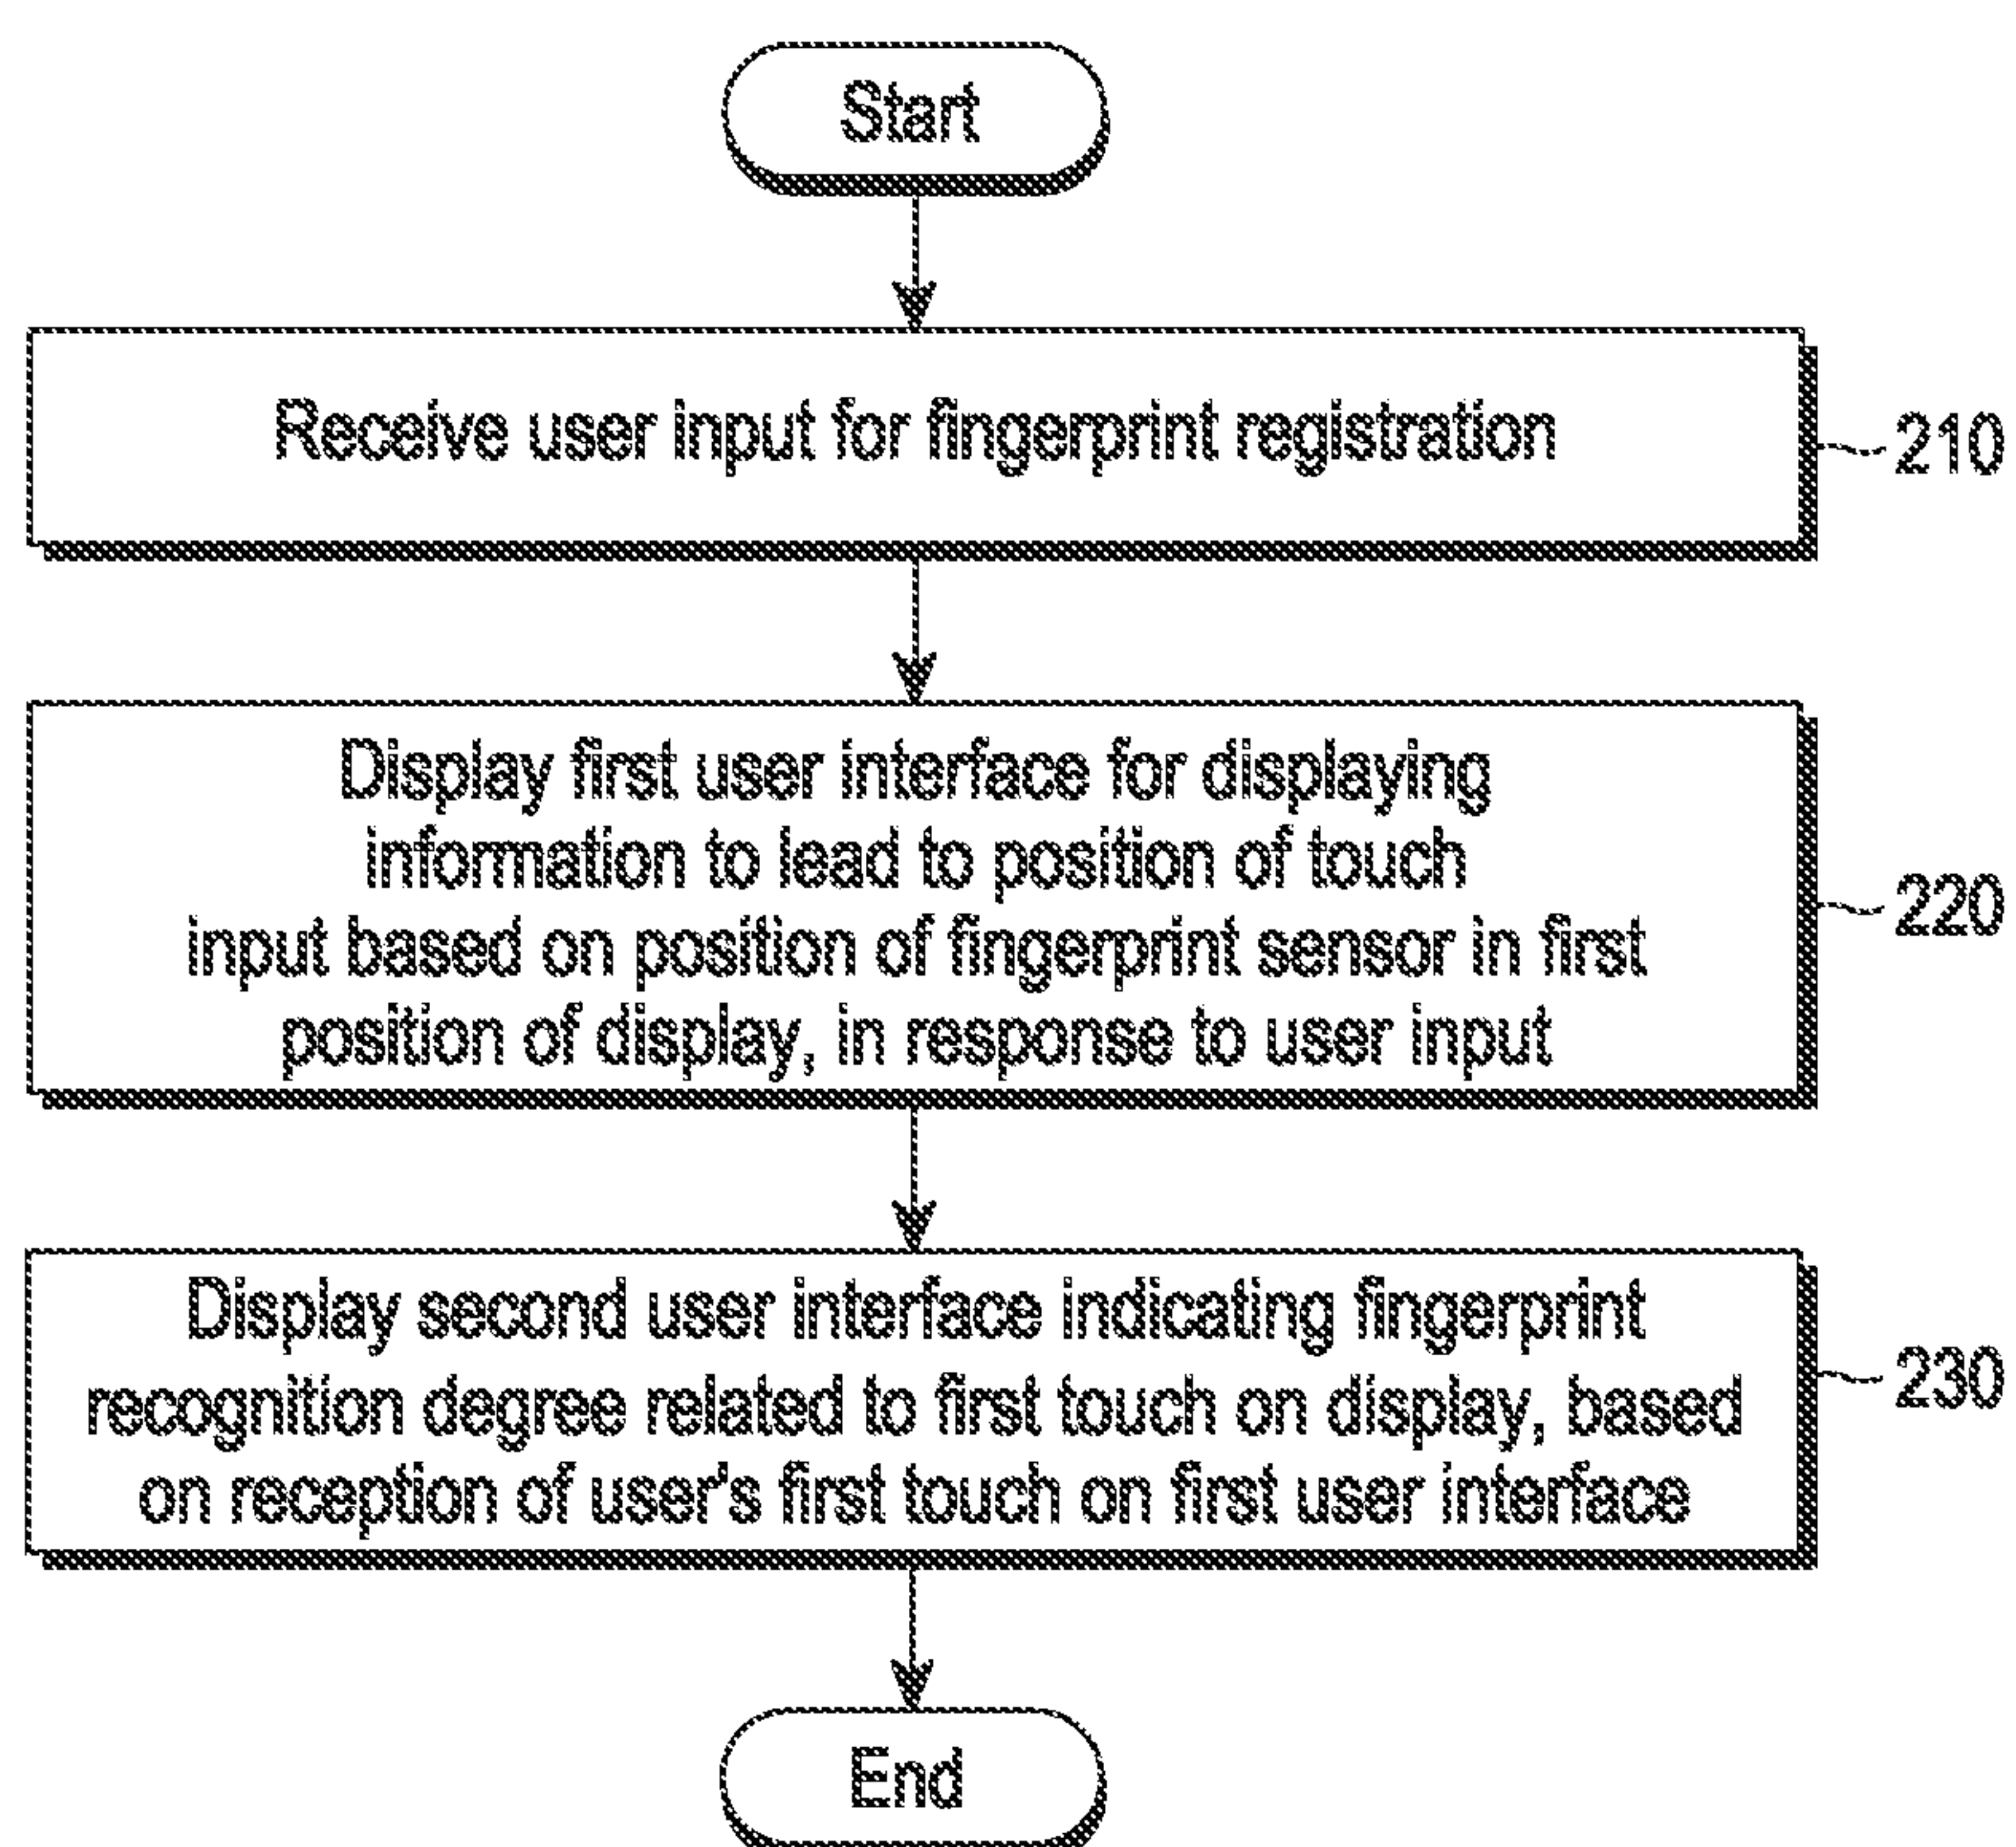 Start
Receive user input for fingerprint registration
210
Display first user interface for displaying
information to lead to position of touch
input based on position of fingerprint sensor in first
position of display, in response to user input
220
Display second user interface indicating fingerprint
recognition degree related to first touch on display, based
on reception of user's first touch on first user interface
230
End